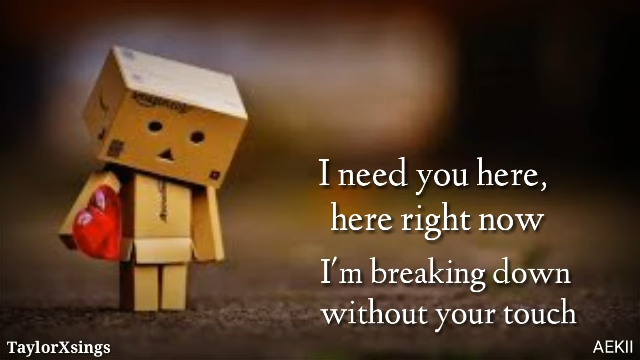 I need you here,
here right now
I'm breaking down
without your touch
TaylorXsings
AEKII